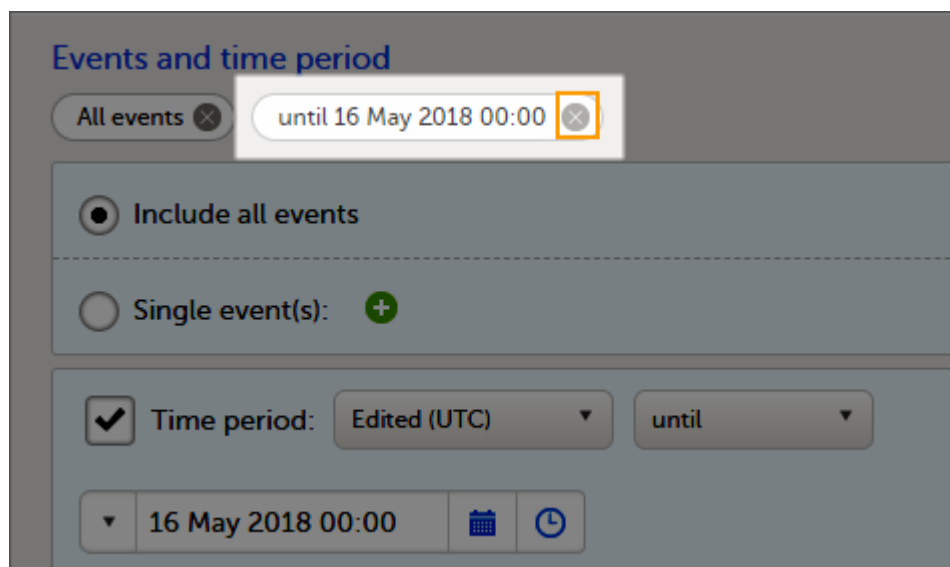 Events and time period
All events until 16 May 2018 00:00
Include all events
Single event(s):
Time period: Edited (UTC) until
16 May 2018 00:00